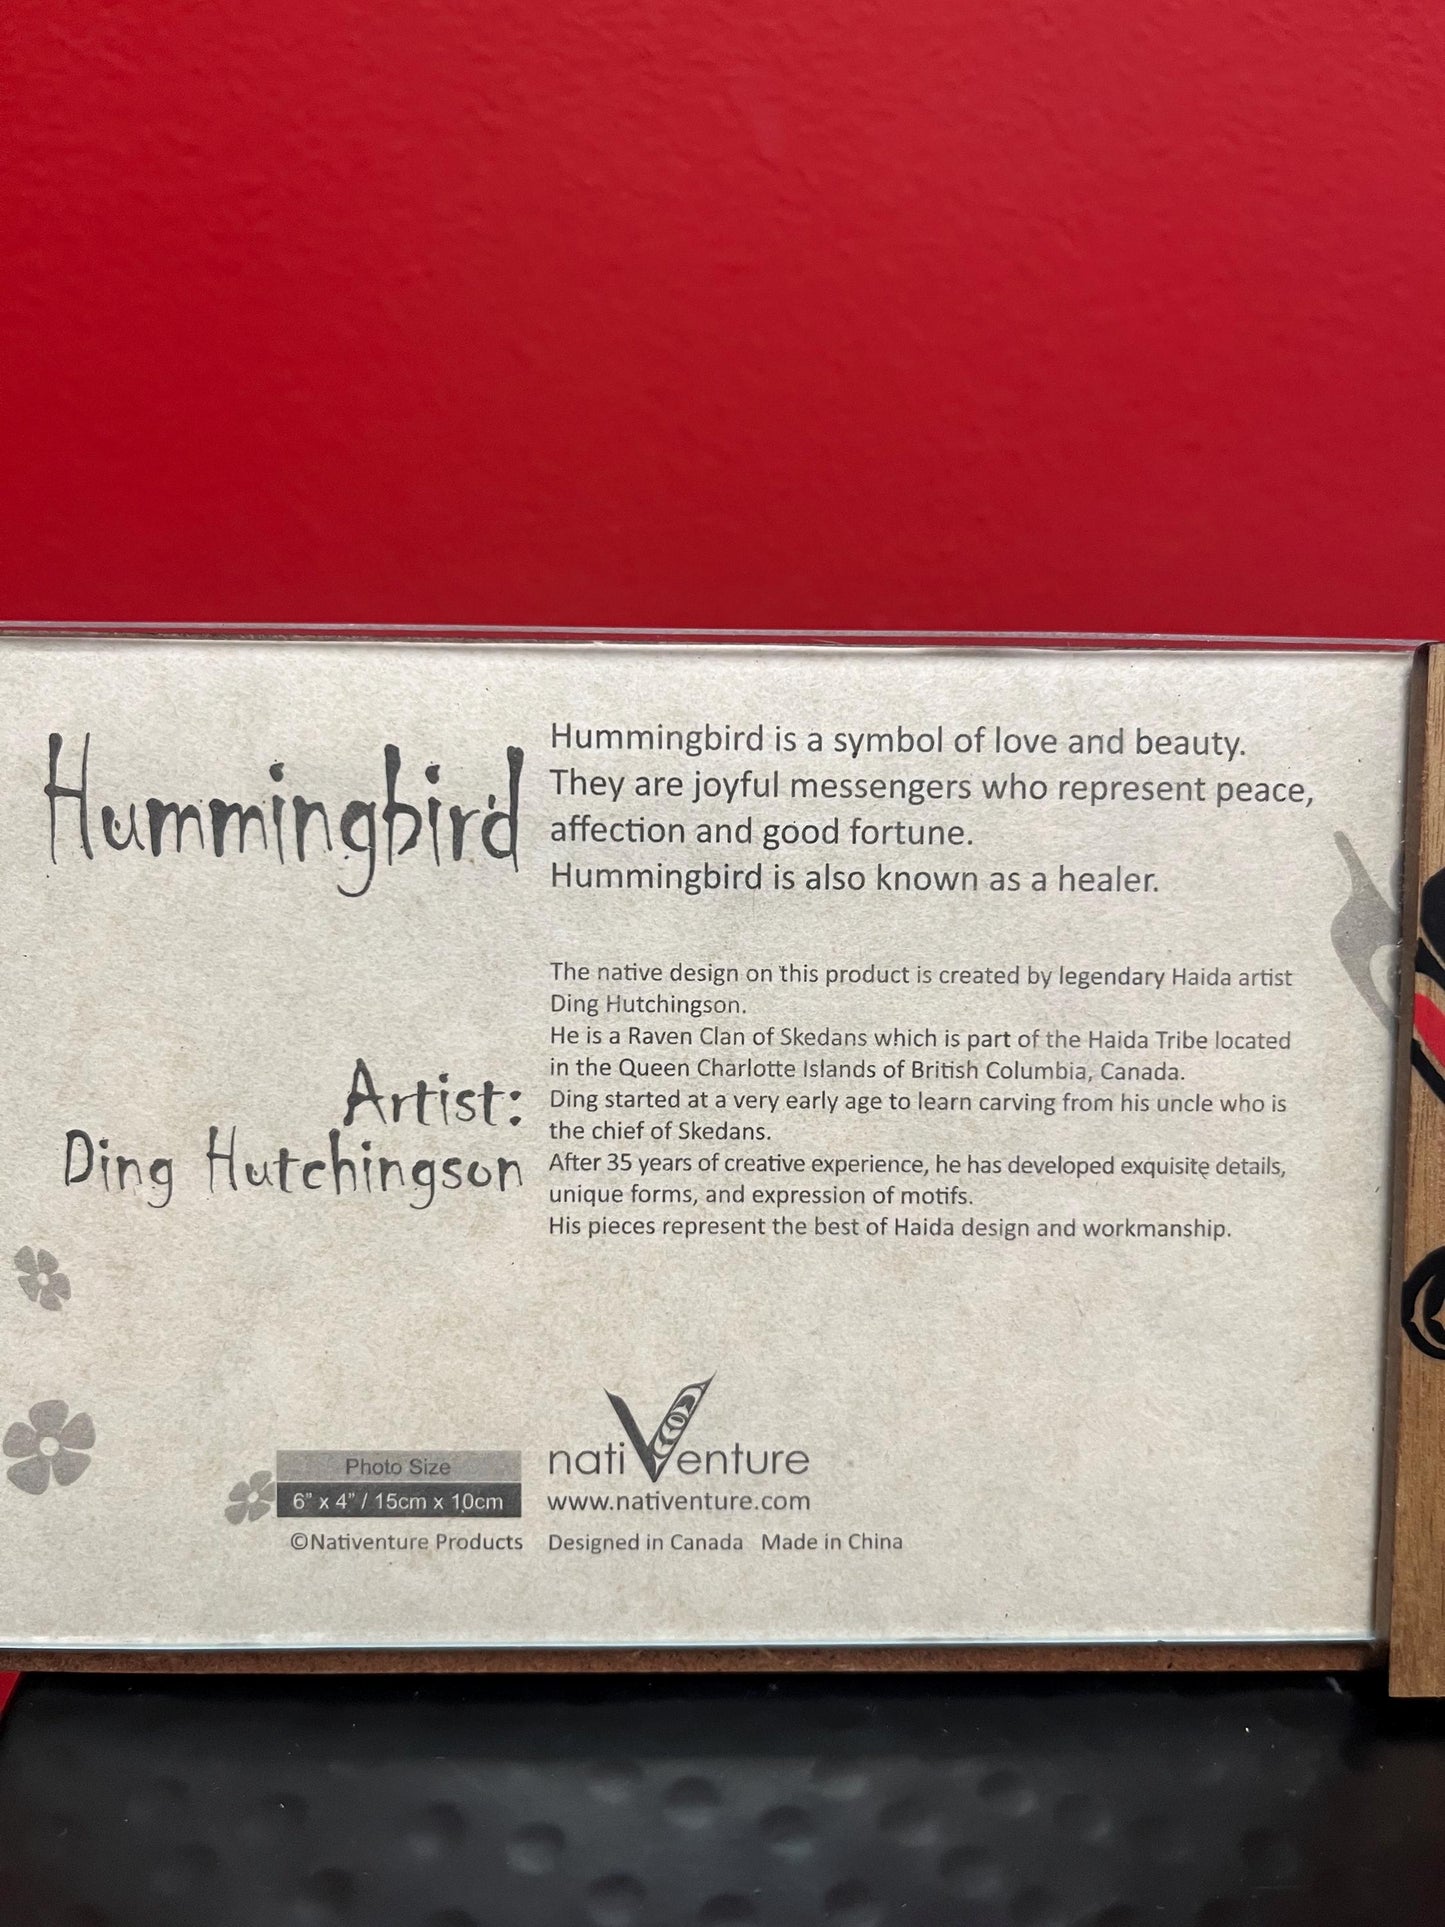 Hummingbird
Hummingbird is a symbol of love and beauty.
They are joyful messengers who represent peace,
affection and good fortune.
Hummingbird is also known as a healer.
Artist:
Ding Hutchingson
The native design on this product is created by legendary Haida artist
Ding Hutchingson.
He is a Raven Clan of Skedans which is part of the Haida Tribe located
in the Queen Charlotte Islands of British Columbia, Canada.
Ding started at a very early age to learn carving from his uncle who is
the chief of Skedans.
After 35 years of creative experience, he has developed exquisite details,
unique forms, and expression of motifs.
His pieces represent the best of Haida design and workmanship.
Photo Size
6" x 4" / 15cm x 10cm
©Nativenture Products
natiVenture
www.nativenture.com
Designed in Canada Made in China